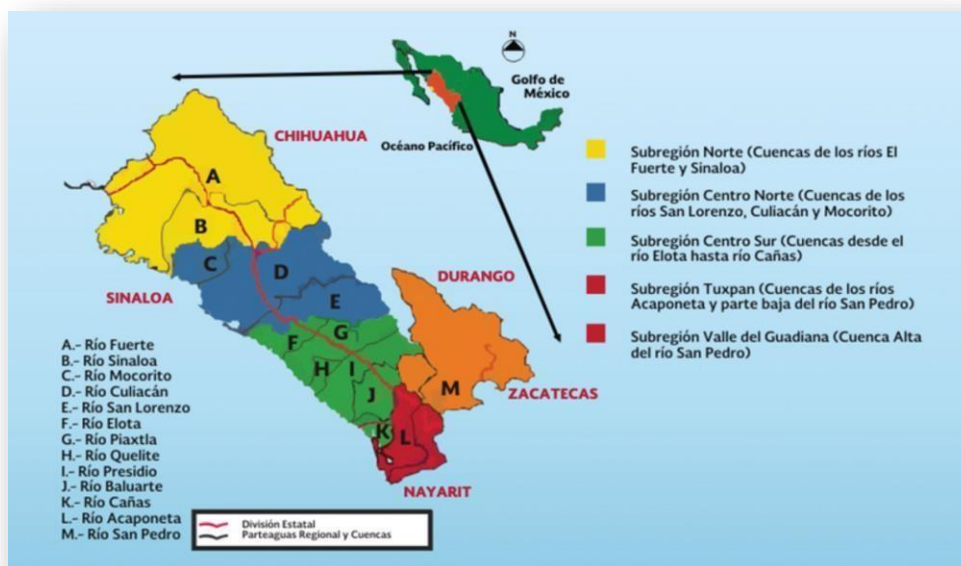 N
Golfo de
México
Océano Pacífico
CHIHUAHUA
SINALOA
DURANGO
ZACATECAS
NAYARIT
A
B
C
D
E
F
G
H
I
J
K
L
M
Subregión Norte (Cuencas de los ríos El
Fuerte y Sinaloa)
Subregión Centro Norte (Cuencas de los
ríos San Lorenzo, Culiacán y Mocorito)
Subregión Centro Sur (Cuencas desde el
río Elota hasta río Cañas)
Subregión Tuxpan (Cuencas de los ríos
Acaponeta y parte baja del río San Pedro)
Subregión Valle del Guadiana (Cuenca Alta
del río San Pedro)
A.- Río Fuerte
B.- Río Sinaloa
C.- Río Mocorito
D.- Río Culiacán
E.- Río San Lorenzo
F.- Río Elota
G.- Río Piaxtla
H.- Río Quelite
I.- Río Presidio
J.- Río Baluarte
K.- Río Cañas
L.- Río Acaponeta
M.- Río San Pedro
División Estatal
Parteaguas Regional y Cuencas